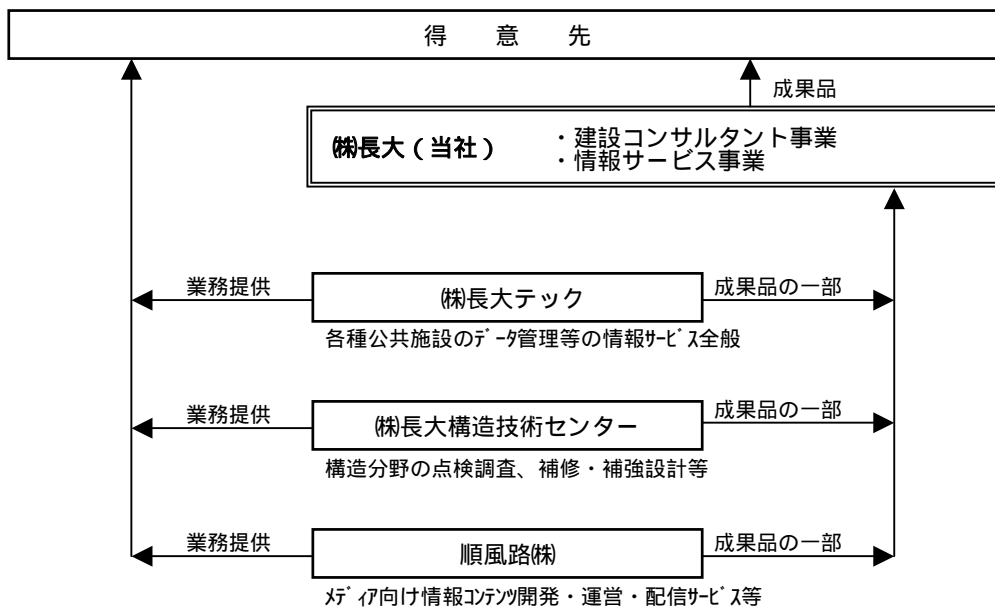 得 意 先
成果品
㈱長大（当社） ・建設コンサルタント事業
・情報サービス事業
業務提供 ㈱長大テック 成果品の一部
各種公共施設のﾃﾞｰﾀ管理等の情報ｻｰﾋﾞｽ全般
業務提供 ㈱長大構造技術センター 成果品の一部
構造分野の点検調査、補修・補強設計等
業務提供 順風路㈱ 成果品の一部
ﾒﾃﾞｨｱ向け情報ｺﾝﾃﾝﾂ開発・運営・配信ｻｰﾋﾞｽ等